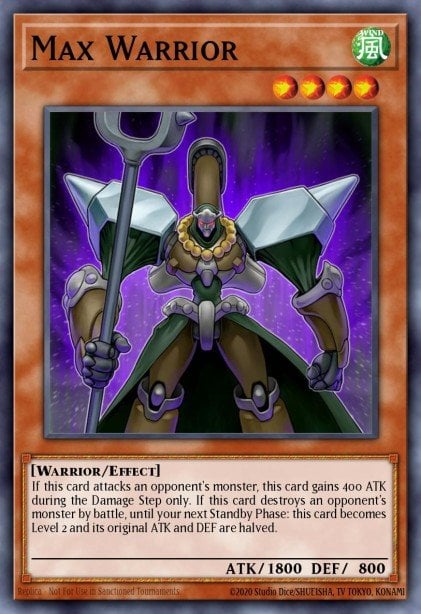 MAX WARRIOR
WIND
風
[WARRIOR/EFFECT]
If this card attacks an opponent's monster, this card gains 400 ATK
during the Damage Step only. If this card destroys an opponent's
monster by battle, until your next Standby Phase: this card becomes
Level 2 and its original ATK and DEF are halved.
ATK/1800 DEF/ 800
Replica - Not For Use in Sanctioned Tournaments
©2020 Studio Dice/SHUEISHA, TV TOKYO, KONAMI